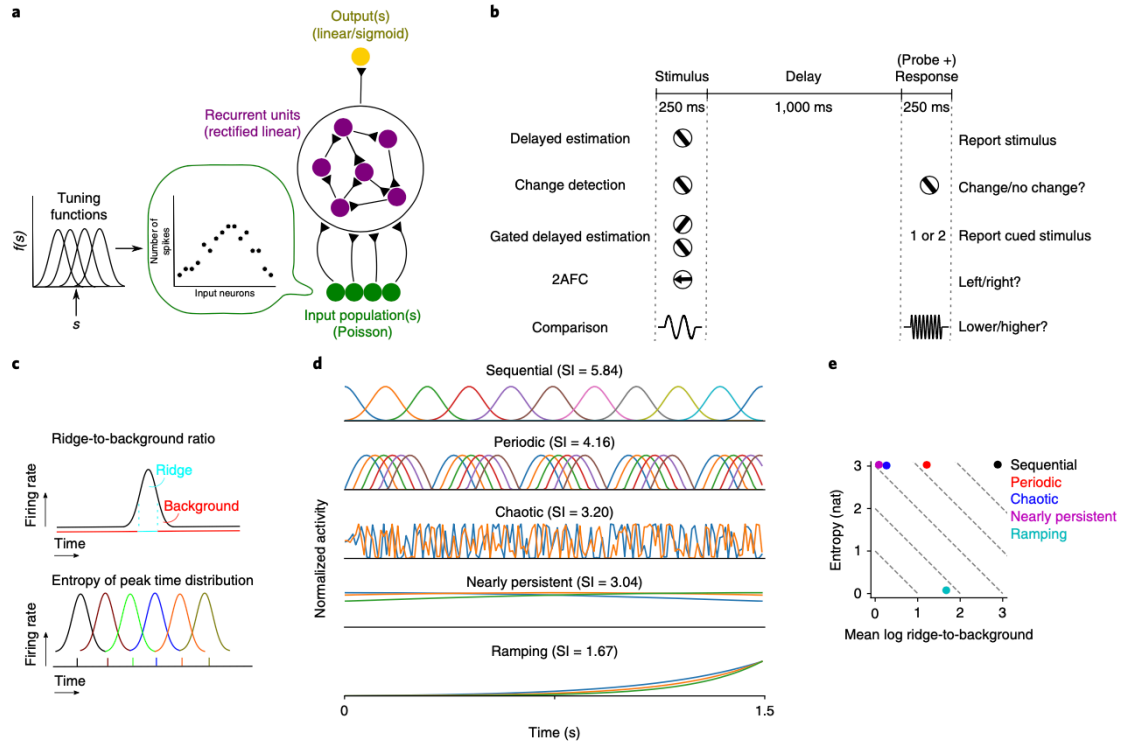 a
Output(s)
(linear/sigmoid)
Recurrent units
(rectified linear)
Tuning
functions
f(s)
s
Number of
spikes
Input neurons
Input population(s)
(Poisson)
b
Stimulus
Delay
(Probe +)
Response
250 ms
1,000 ms
250 ms
Delayed estimation
Report stimulus
Change detection
Change/no change?
Gated delayed estimation
1 or 2
Report cued stimulus
2AFC
Left/right?
Comparison
Lower/higher?
c
Ridge-to-background ratio
Firing rate
Ridge
Background
Time
Entropy of peak time distribution
Firing rate
Time
d
Normalized activity
Sequential (SI = 5.84)
Periodic (SI = 4.16)
Chaotic (SI = 3.20)
Nearly persistent (SI = 3.04)
Ramping (SI = 1.67)
0
1.5
Time (s)
e
Entropy (nat)
3
2
1
0
0
1
2
3
Mean log ridge-to-background
Sequential
Periodic
Chaotic
Nearly persistent
Ramping